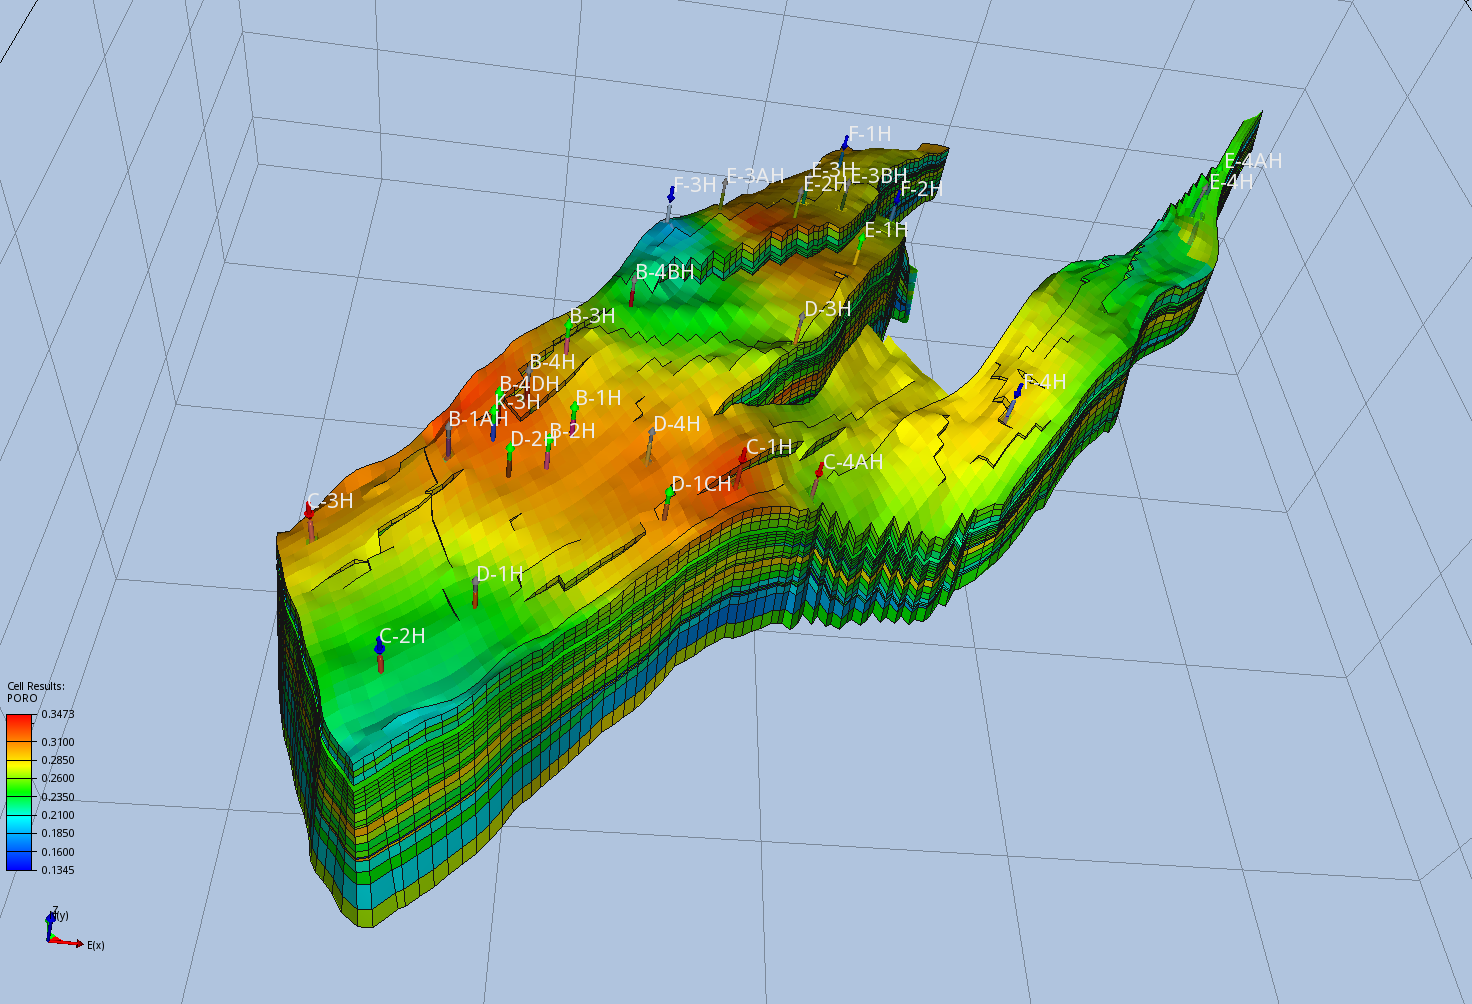 F-1H
E-4AH
E-3H
E-3AH
E-3BH
E-4H
F-3H
E-2H
F-2H
E-1H
B-4BH
D-3H
B-3H
B-4H
B-4DH
F-4H
B-1H
K-3H
B-1AH
D-4H
B-2H
D-2H
C-1H
C-4AH
D-1CH
C-3H
D-1H
C-2H
Cell Results:
PORO
0.3473
0.3100
0.2850
0.2600
0.2350
0.2100
0.1850
0.1600
0.1345
Z
E(x)